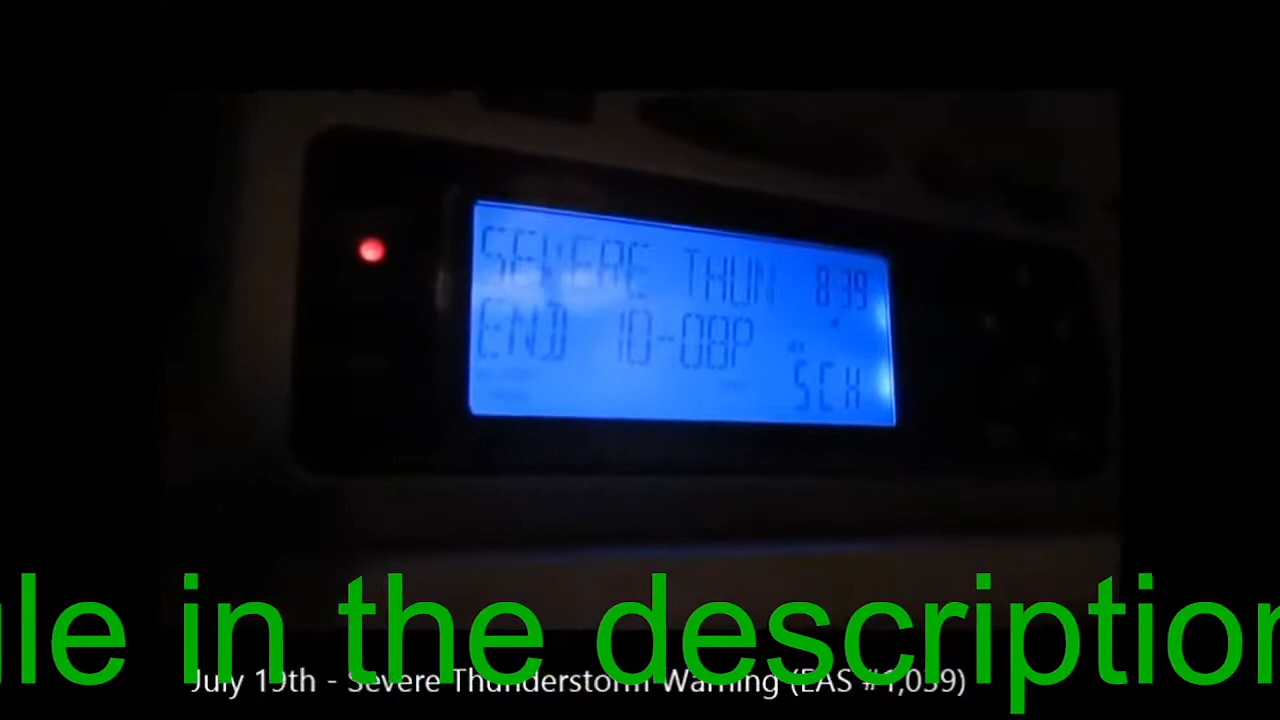 SEVERE THUN 8:39
END 10-08P
SCH
le in the description
July 19th - Severe Thunderstorm Warning (EAS #1,059)